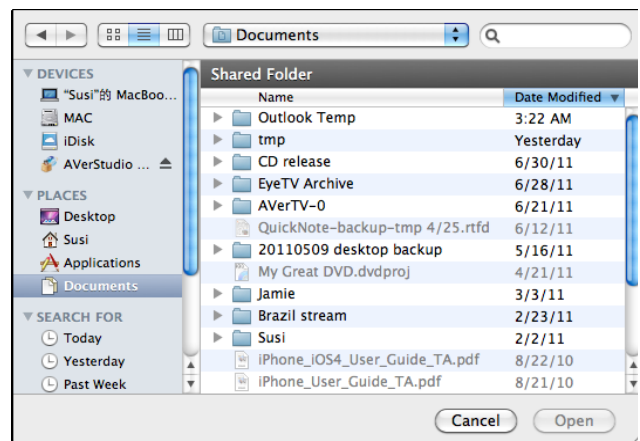 Documents
DEVICES
"Susi"的 MacBoo...
MAC
iDisk
AVerStudio ...
PLACES
Desktop
Susi
Applications
Documents
SEARCH FOR
Today
Yesterday
Past Week
Shared Folder
Name Date Modified
Outlook Temp 3:22 AM
tmp Yesterday
CD release 6/30/11
EyeTV Archive 6/28/11
AVerTV-0 6/21/11
QuickNote-backup-tmp 4/25.rtfd 6/12/11
20110509 desktop backup 5/16/11
My Great DVD.dvdproj 4/21/11
Jamie 3/3/11
Brazil stream 2/23/11
Susi 2/2/11
iPhone_iOS4_User_Guide_TA.pdf 8/22/10
iPhone_User_Guide_TA.pdf 8/21/10
Cancel Open